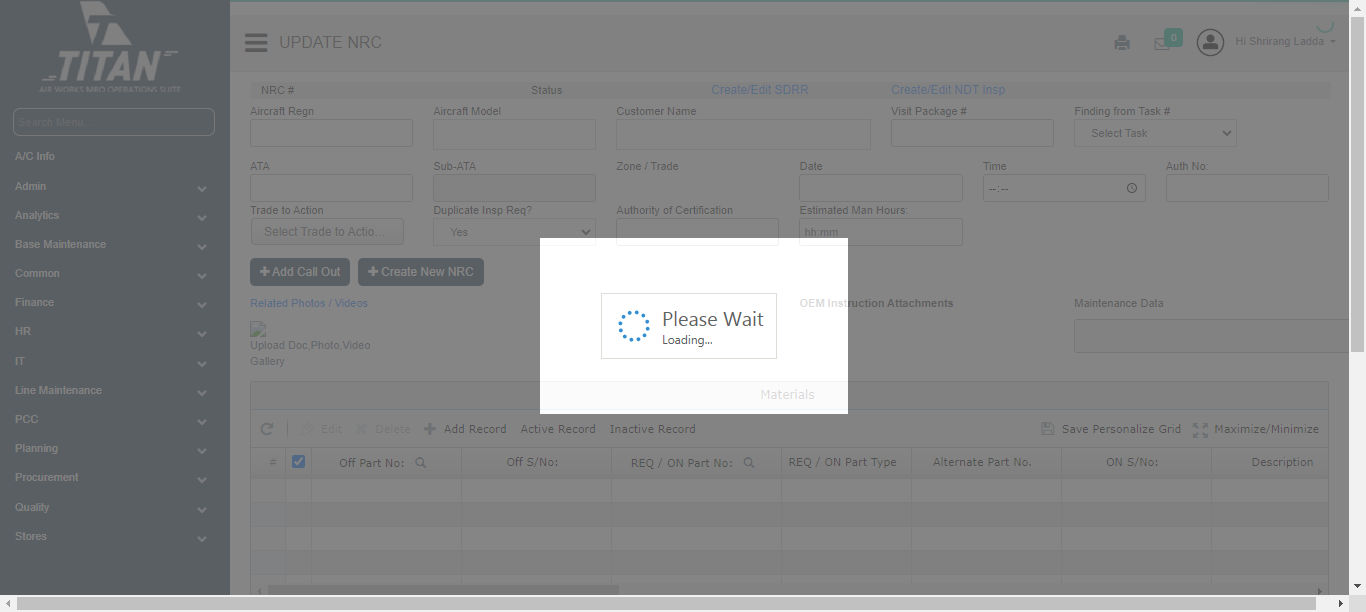 TITAN
AIR WORKS MRO OPERATIONS SUITE
Search Menu...
A/C Info
Admin
Analytics
Base Maintenance
Common
Finance
HR
IT
Line Maintenance
PCC
Planning
Procurement
Quality
Stores
UPDATE NRC
0
Hi Shrirang Ladda
NRC # Status Create/Edit SDRR Create/Edit NDT Insp
Aircraft Regn Aircraft Model Customer Name Visit Package # Finding from Task #
Select Task
ATA Sub-ATA Zone / Trade Date Time Auth No:
--:--
Trade to Action Duplicate Insp Req? Authority of Certification Estimated Man Hours:
Select Trade to Actio... Yes hh:mm
Add Call Out Create New NRC
Related Photos / Videos OEM Instruction Attachments Maintenance Data
Please Wait
Loading...
Upload Doc,Photo,Video
Gallery
Materials
Edit Delete Add Record Active Record Inactive Record Save Personalize Grid Maximize/Minimize
# Off Part No: Off S/No: REQ / ON Part No: REQ / ON Part Type Alternate Part No. ON S/No: Description